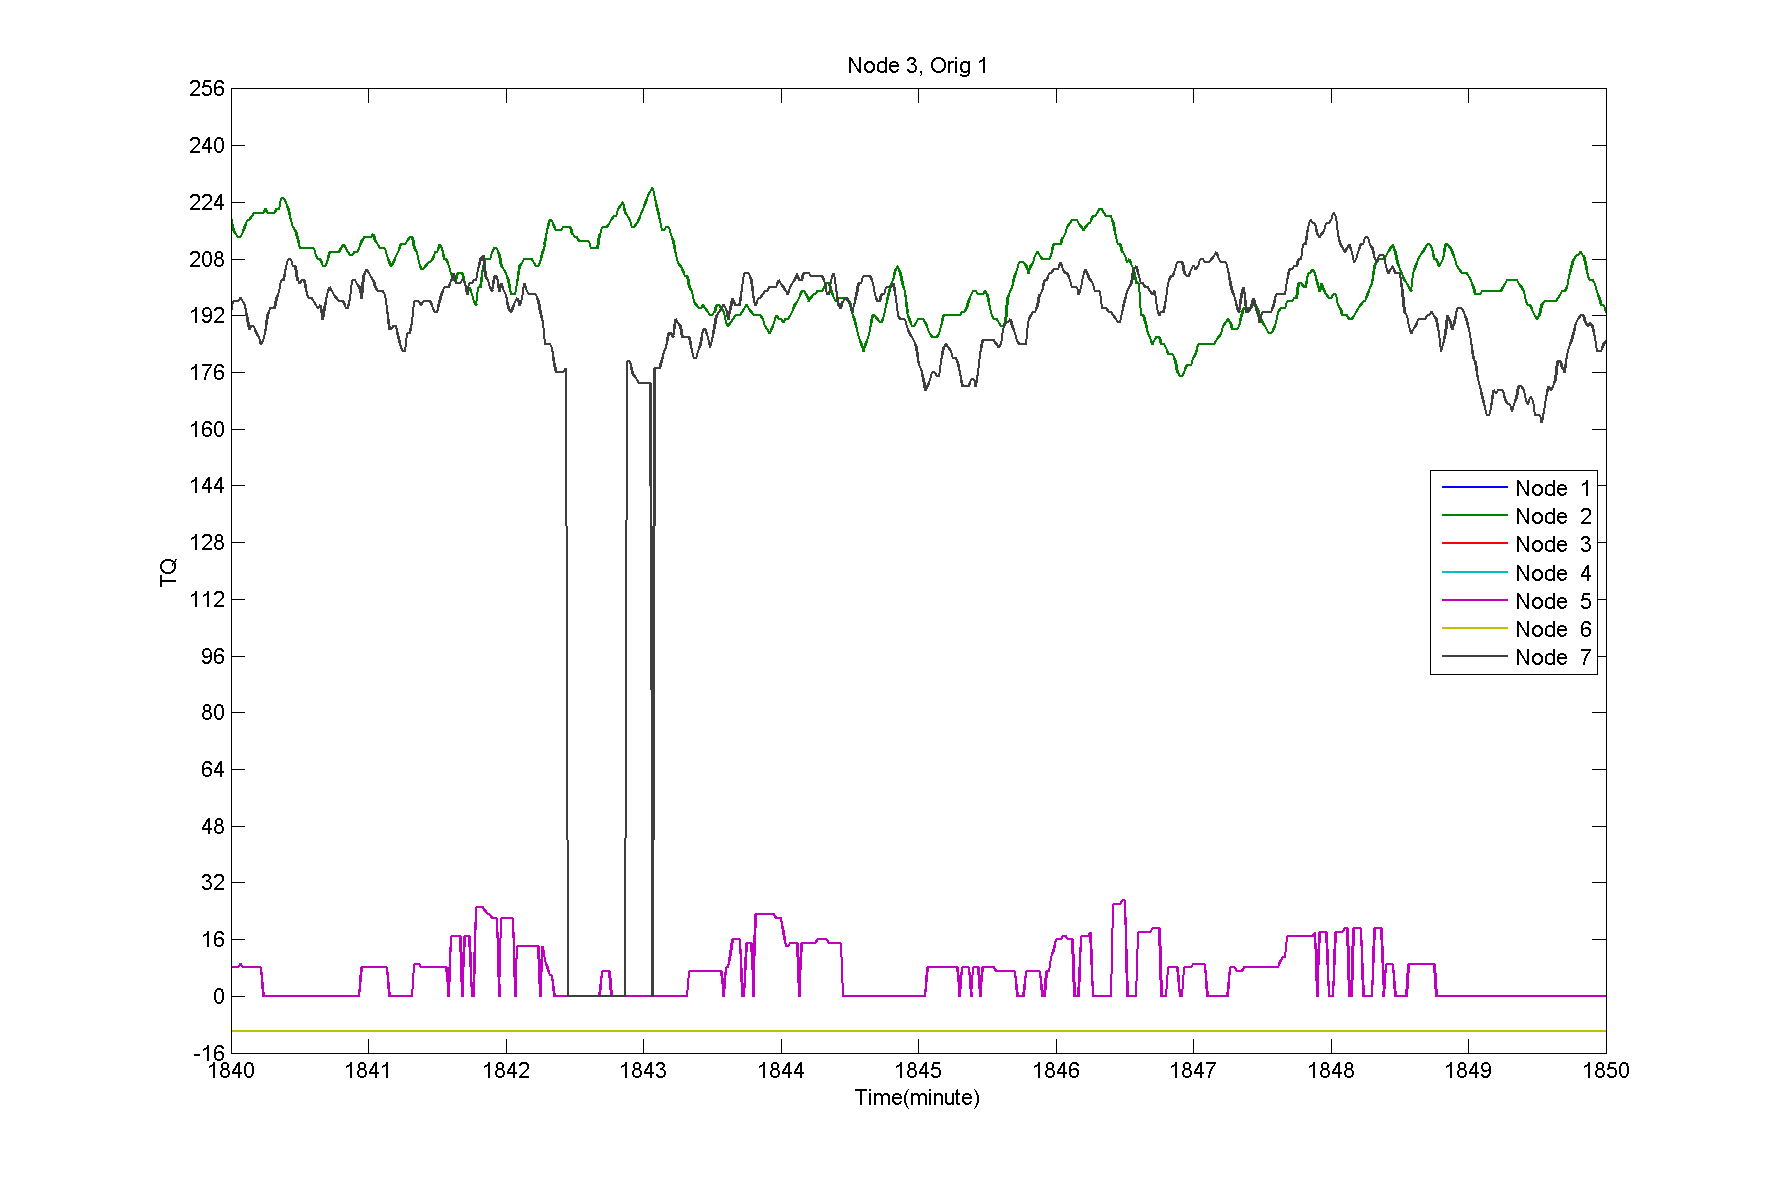 Node 3, Orig 1
256
240
224
208
192
176
160
144
128
112
96
80
64
48
32
16
0
-16
TQ
Node 1
Node 2
Node 3
Node 4
Node 5
Node 6
Node 7
1840 1841 1842 1843 1844 1845 1846 1847 1848 1849 1850
Time(minute)